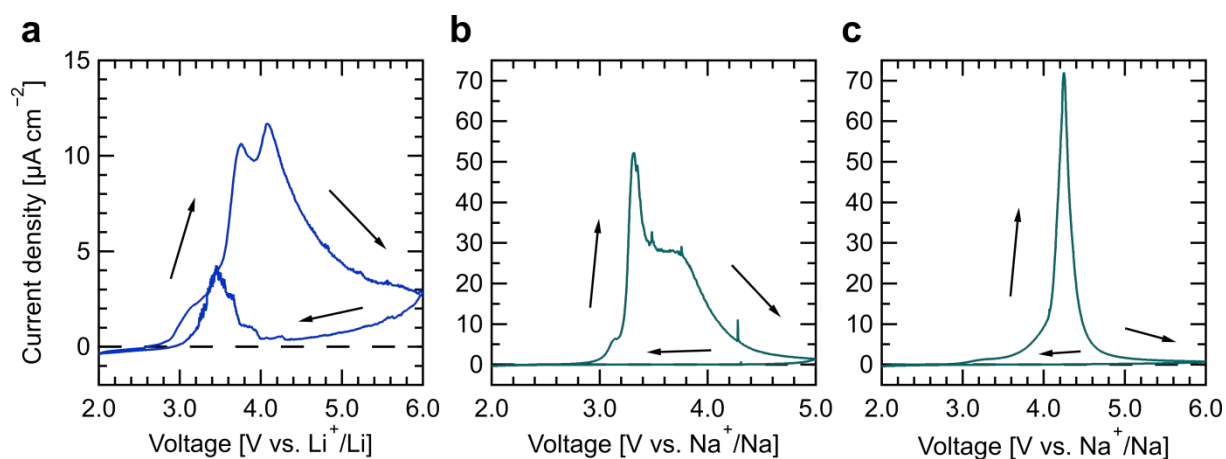 a
b
c
Current density [μA cm⁻²]
15
10
5
0
2.0 3.0 4.0 5.0 6.0
Voltage [V vs. Li⁺/Li]
70
60
50
40
30
20
10
0
2.0 3.0 4.0 5.0
Voltage [V vs. Na⁺/Na]
70
60
50
40
30
20
10
0
2.0 3.0 4.0 5.0 6.0
Voltage [V vs. Na⁺/Na]